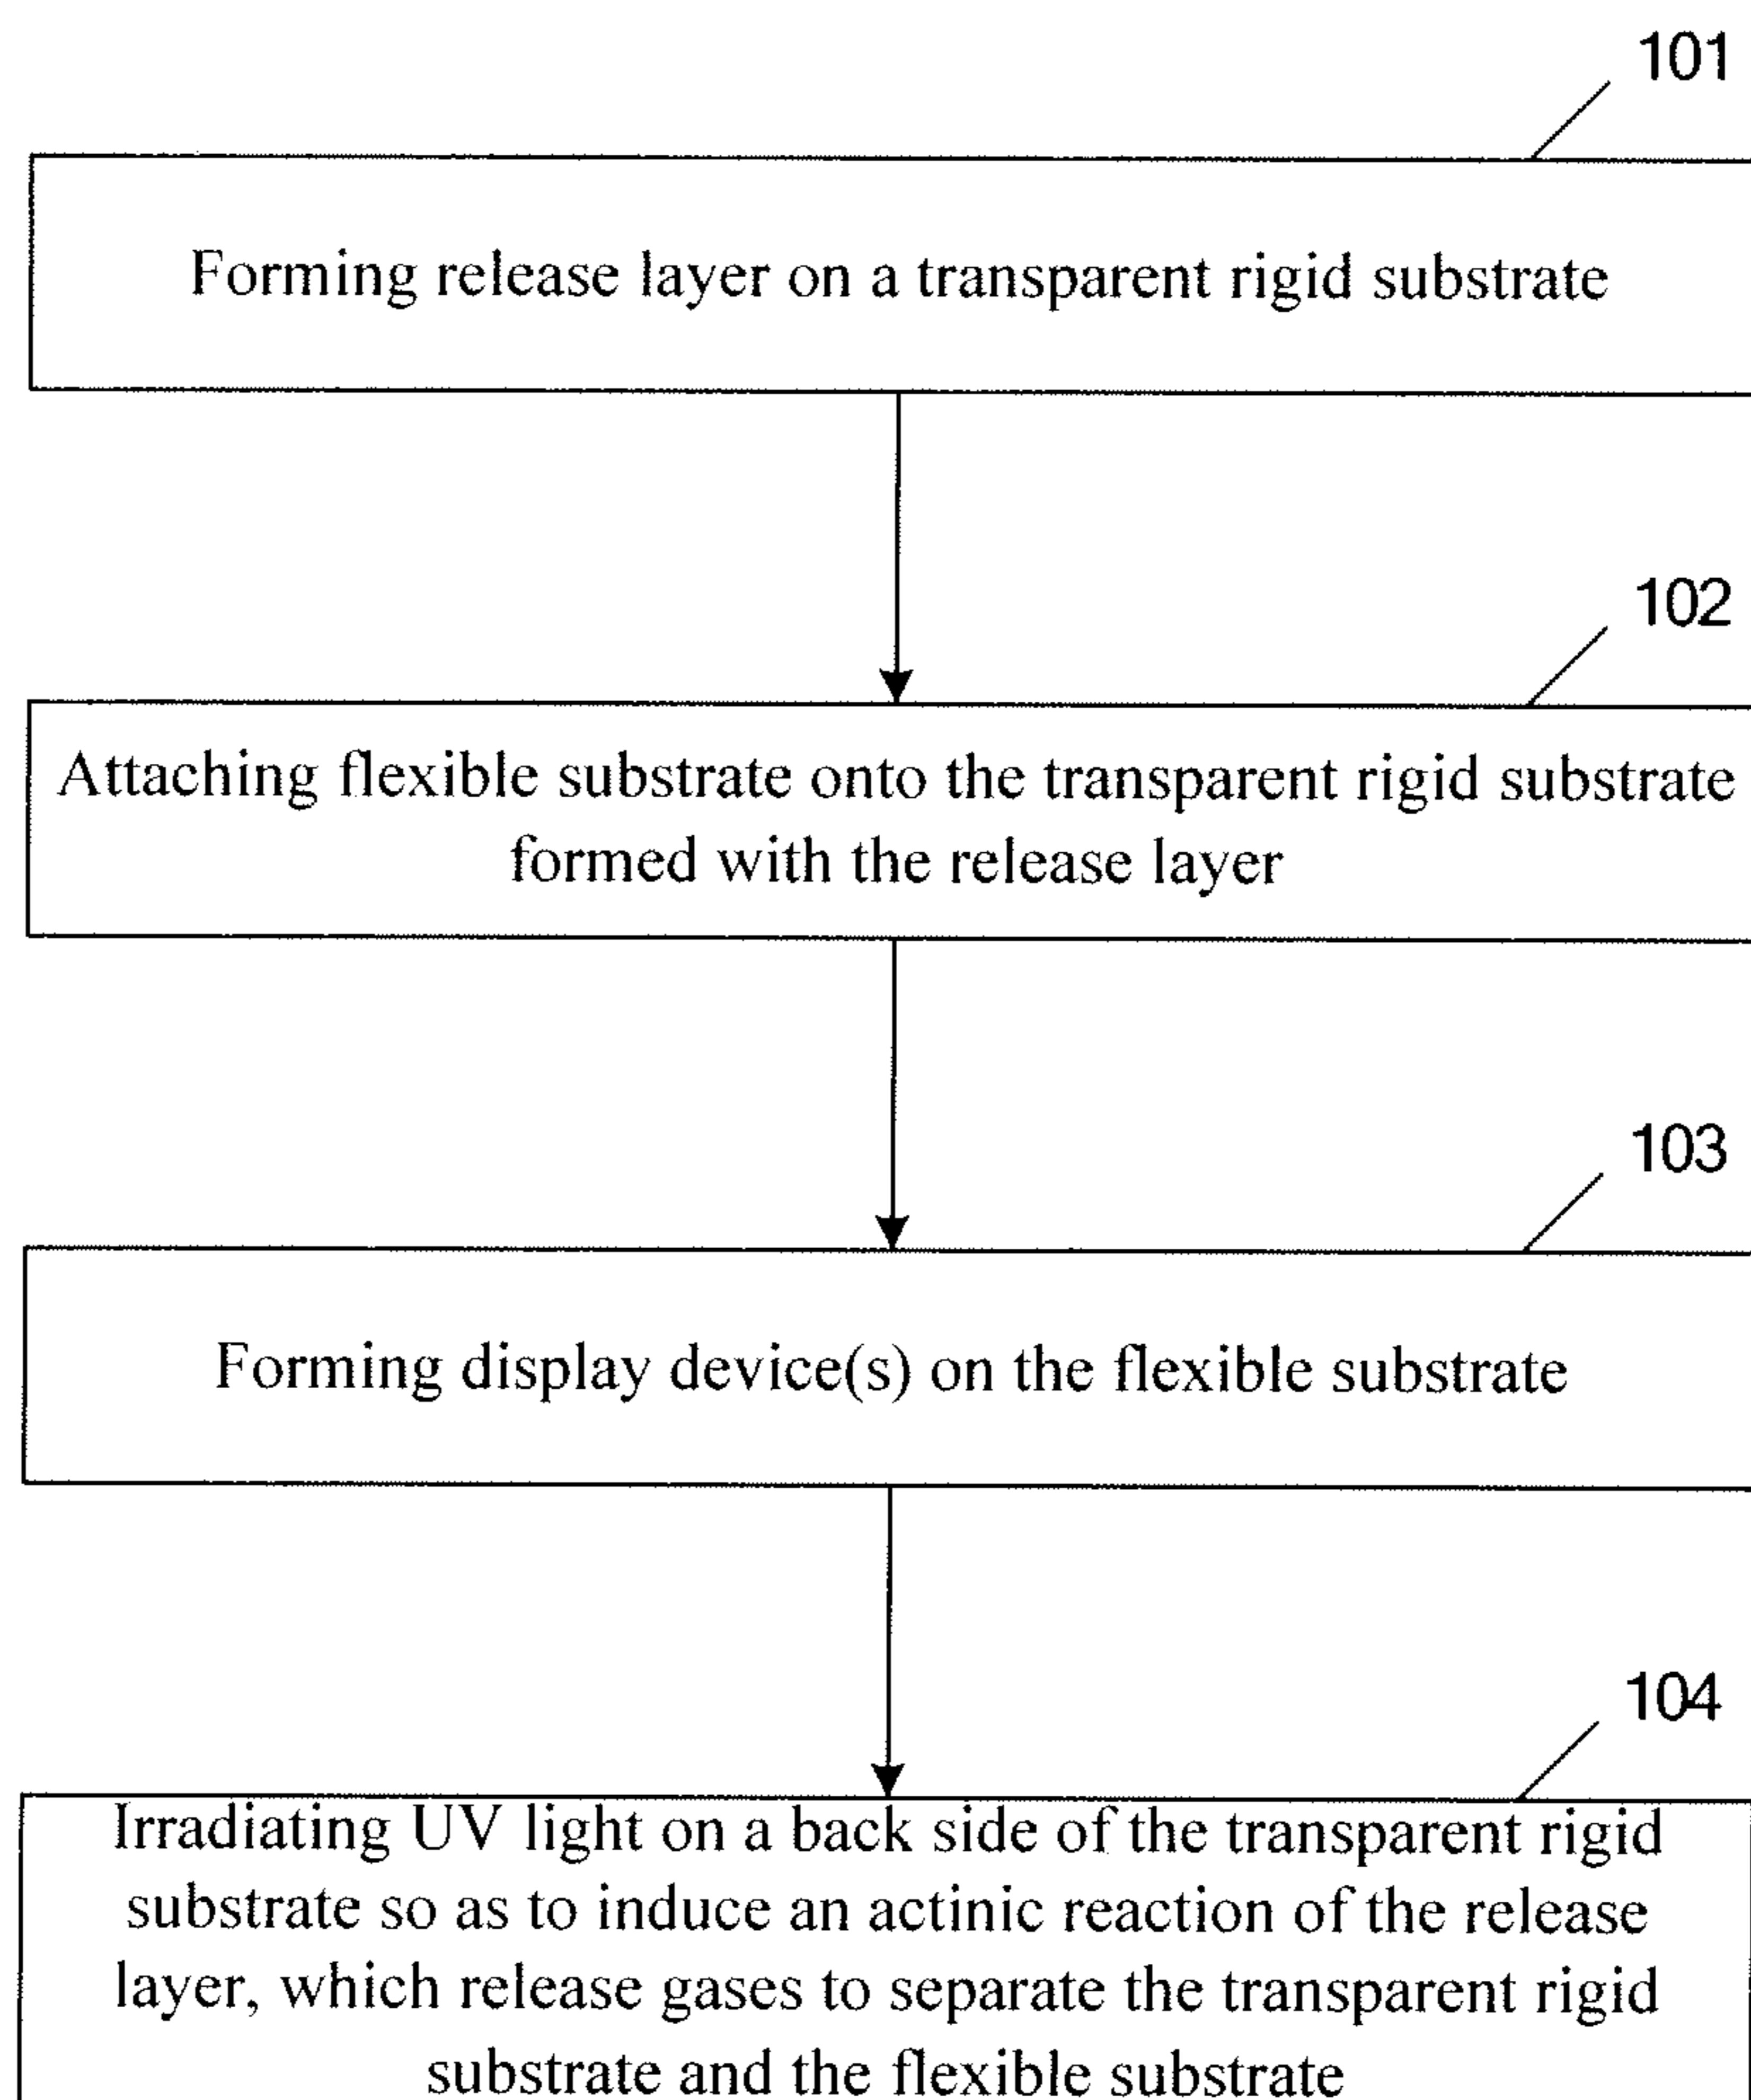 101
Forming release layer on a transparent rigid substrate
102
Attaching flexible substrate onto the transparent rigid substrate
formed with the release layer
103
Forming display device(s) on the flexible substrate
104
Irradiating UV light on a back side of the transparent rigid
substrate so as to induce an actinic reaction of the release
layer, which release gases to separate the transparent rigid
substrate and the flexible substrate